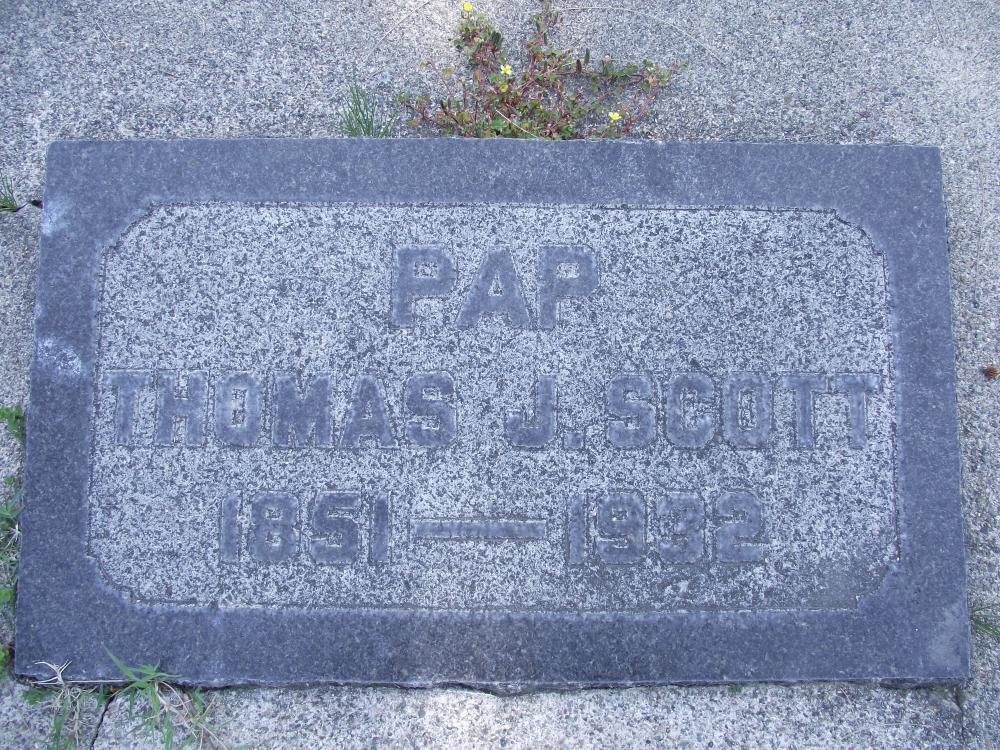 PAP
THOMAS J. SCOTT
1851 — 1932